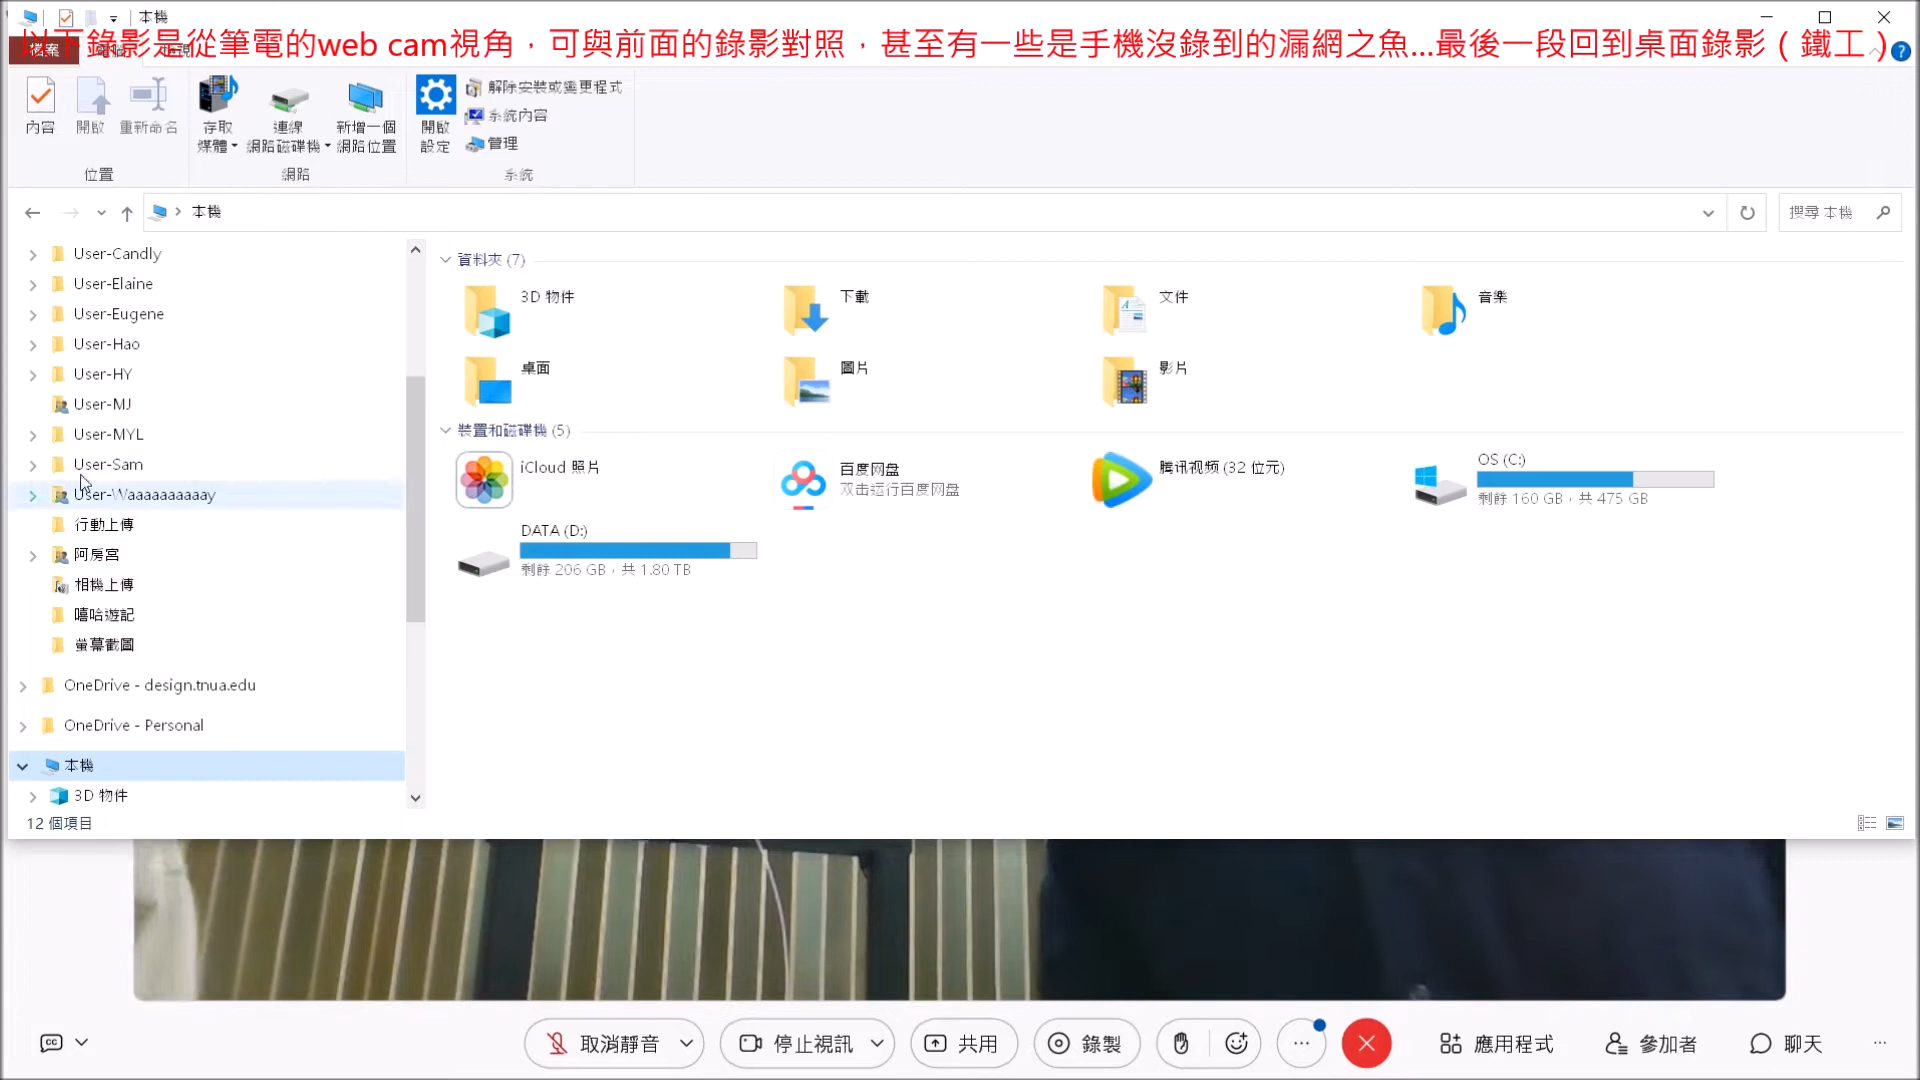 本機
以下錄影是從筆電的web cam視角，可與前面的錄影對照，甚至有一些是手機沒錄到的漏網之魚...最後一段回到桌面錄影（鐵工）
檔案
內容
開啟
重新命名
存取
媒體
連線
網路磁碟機
新增一個
網路位置
開啟
設定
解除安裝或變更程式
系統內容
管理
位置
網路
系統
本機
搜尋 本機
User-Candly
User-Elaine
User-Eugene
User-Hao
User-HY
User-MJ
User-MYL
User-Sam
User-Waaaaaaaaaay
行動上傳
阿房宮
相機上傳
嘻哈遊記
螢幕截圖
OneDrive - design.tnua.edu
OneDrive - Personal
本機
3D 物件
12 個項目
資料夾 (7)
3D 物件
下載
文件
音樂
桌面
圖片
影片
裝置和磁碟機 (5)
iCloud 照片
百度网盘
双击运行百度网盘
腾讯视频 (32 位元)
OS (C:)
剩餘 160 GB，共 475 GB
DATA (D:)
剩餘 206 GB，共 1.80 TB
CC
取消靜音
停止視訊
共用
錄製
應用程式
參加者
聊天